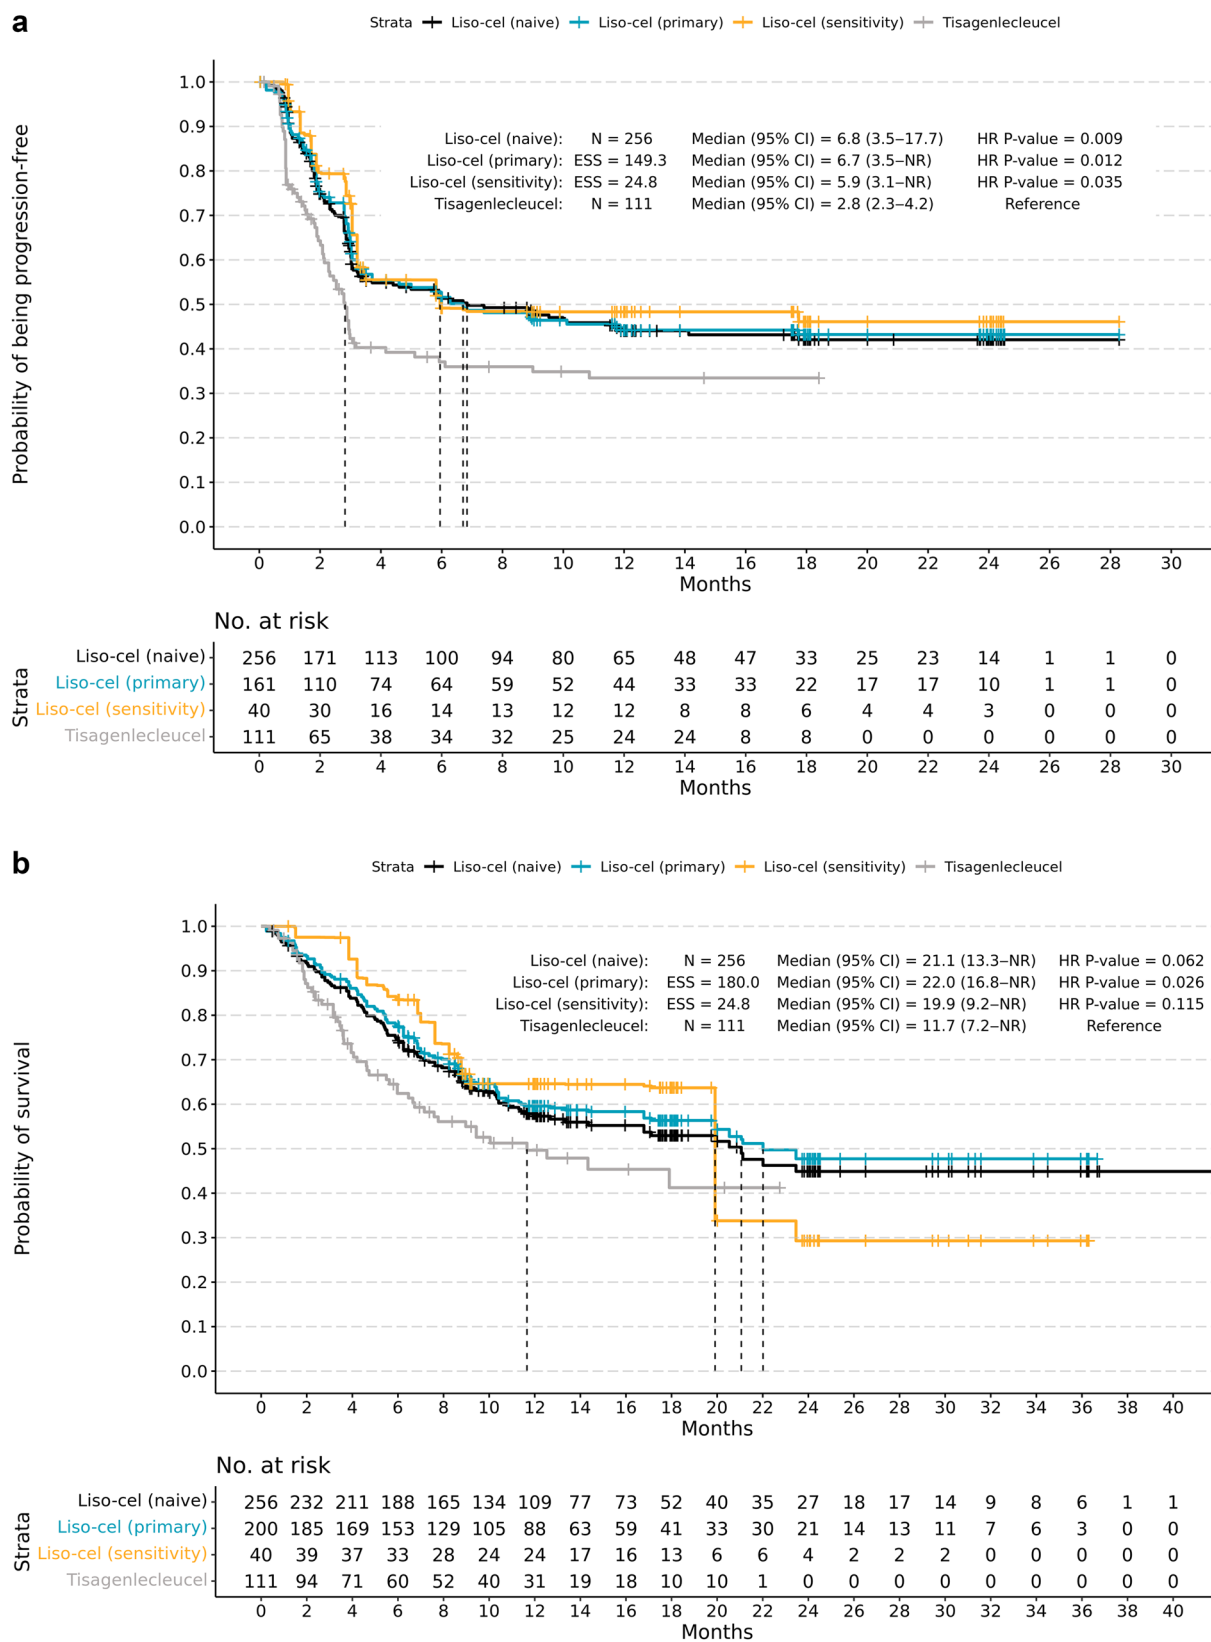 a
Strata Liso-cel (naive) Liso-cel (primary) Liso-cel (sensitivity) Tisagenlecleucel
Probability of being progression-free
1.0
0.9
0.8
0.7
0.6
0.5
0.4
0.3
0.2
0.1
0.0
Liso-cel (naive): N = 256 Median (95% CI) = 6.8 (3.5–17.7) HR P-value = 0.009
Liso-cel (primary): ESS = 149.3 Median (95% CI) = 6.7 (3.5–NR) HR P-value = 0.012
Liso-cel (sensitivity): ESS = 24.8 Median (95% CI) = 5.9 (3.1–NR) HR P-value = 0.035
Tisagenlecleucel: N = 111 Median (95% CI) = 2.8 (2.3–4.2) Reference
0 2 4 6 8 10 12 14 16 18 20 22 24 26 28 30
Months
No. at risk
Strata
Liso-cel (naive) 256 171 113 100 94 80 65 48 47 33 25 23 14 1 1 0
Liso-cel (primary) 161 110 74 64 59 52 44 33 33 22 17 17 10 1 1 0
Liso-cel (sensitivity) 40 30 16 14 13 12 12 8 8 6 4 4 3 0 0 0
Tisagenlecleucel 111 65 38 34 32 25 24 24 8 8 0 0 0 0 0 0
0 2 4 6 8 10 12 14 16 18 20 22 24 26 28 30
Months
b
Strata Liso-cel (naive) Liso-cel (primary) Liso-cel (sensitivity) Tisagenlecleucel
Probability of survival
1.0
0.9
0.8
0.7
0.6
0.5
0.4
0.3
0.2
0.1
0.0
Liso-cel (naive): N = 256 Median (95% CI) = 21.1 (13.3–NR) HR P-value = 0.062
Liso-cel (primary): ESS = 180.0 Median (95% CI) = 22.0 (16.8–NR) HR P-value = 0.026
Liso-cel (sensitivity): ESS = 24.8 Median (95% CI) = 19.9 (9.2–NR) HR P-value = 0.115
Tisagenlecleucel: N = 111 Median (95% CI) = 11.7 (7.2–NR) Reference
0 2 4 6 8 10 12 14 16 18 20 22 24 26 28 30 32 34 36 38 40
Months
No. at risk
Strata
Liso-cel (naive) 256 232 211 188 165 134 109 77 73 52 40 35 27 18 17 14 9 8 6 1 1
Liso-cel (primary) 200 185 169 153 129 105 88 63 59 41 33 30 21 14 13 11 7 6 3 0 0
Liso-cel (sensitivity) 40 39 37 33 28 24 24 17 16 13 6 6 4 2 2 2 0 0 0 0 0
Tisagenlecleucel 111 94 71 60 52 40 31 19 18 10 10 1 0 0 0 0 0 0 0 0 0
0 2 4 6 8 10 12 14 16 18 20 22 24 26 28 30 32 34 36 38 40
Months